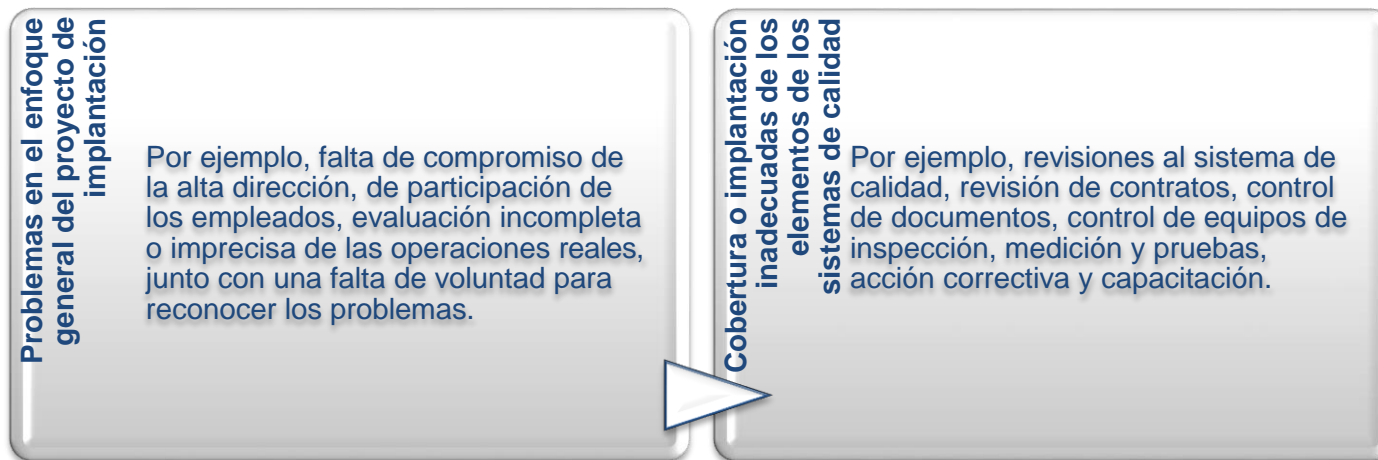 Problemas en el enfoque
general del proyecto de
implantación
Por ejemplo, falta de compromiso de
la alta dirección, de participación de
los empleados, evaluación incompleta
o imprecisa de las operaciones reales,
junto con una falta de voluntad para
reconocer los problemas.
Cobertura o implantación
inadecuadas de los
elementos de los
sistemas de calidad
Por ejemplo, revisiones al sistema de
calidad, revisión de contratos, control
de documentos, control de equipos de
inspección, medición y pruebas,
acción correctiva y capacitación.